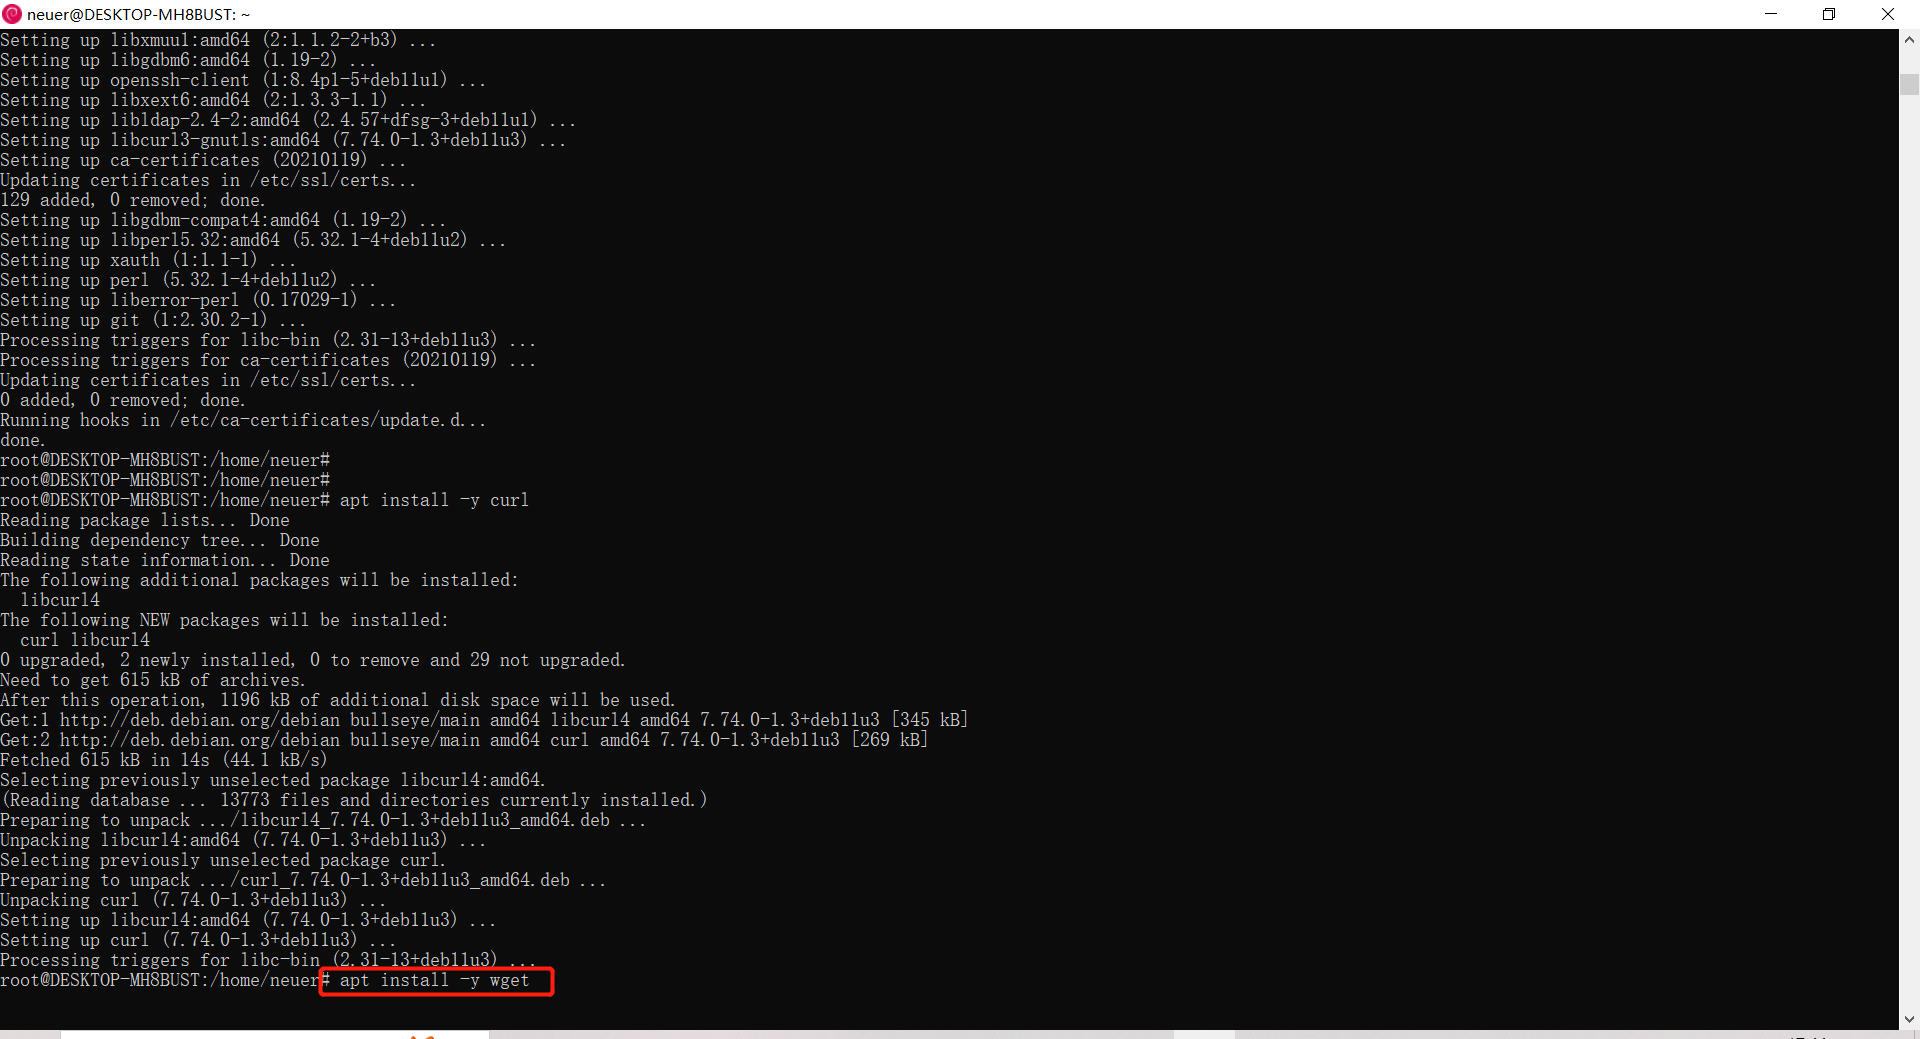 neuer@DESKTOP-MH8BUST: ~
Setting up libxmuu1:amd64 (2:1.1.2-2+b3) ...
Setting up libgdbm6:amd64 (1.19-2) ...
Setting up openssh-client (1:8.4p1-5+deb11u1) ...
Setting up libxext6:amd64 (2:1.3.3-1.1) ...
Setting up libldap-2.4-2:amd64 (2.4.57+dfsg-3+deb11u1) ...
Setting up libcurl3-gnutls:amd64 (7.74.0-1.3+deb11u3) ...
Setting up ca-certificates (20210119) ...
Updating certificates in /etc/ssl/certs...
129 added, 0 removed; done.
Setting up libgdbm-compat4:amd64 (1.19-2) ...
Setting up libperl5.32:amd64 (5.32.1-4+deb11u2) ...
Setting up xauth (1:1.1-1) ...
Setting up perl (5.32.1-4+deb11u2) ...
Setting up liberror-perl (0.17029-1) ...
Setting up git (1:2.30.2-1) ...
Processing triggers for libc-bin (2.31-13+deb11u3) ...
Processing triggers for ca-certificates (20210119) ...
Updating certificates in /etc/ssl/certs...
0 added, 0 removed; done.
Running hooks in /etc/ca-certificates/update.d...
done.
root@DESKTOP-MH8BUST:/home/neuer#
root@DESKTOP-MH8BUST:/home/neuer#
root@DESKTOP-MH8BUST:/home/neuer# apt install -y curl
Reading package lists... Done
Building dependency tree... Done
Reading state information... Done
The following additional packages will be installed:
  libcurl4
The following NEW packages will be installed:
  curl libcurl4
0 upgraded, 2 newly installed, 0 to remove and 29 not upgraded.
Need to get 615 kB of archives.
After this operation, 1196 kB of additional disk space will be used.
Get:1 http://deb.debian.org/debian bullseye/main amd64 libcurl4 amd64 7.74.0-1.3+deb11u3 [345 kB]
Get:2 http://deb.debian.org/debian bullseye/main amd64 curl amd64 7.74.0-1.3+deb11u3 [269 kB]
Fetched 615 kB in 14s (44.1 kB/s)
Selecting previously unselected package libcurl4:amd64.
(Reading database ... 13773 files and directories currently installed.)
Preparing to unpack .../libcurl4_7.74.0-1.3+deb11u3_amd64.deb ...
Unpacking libcurl4:amd64 (7.74.0-1.3+deb11u3) ...
Selecting previously unselected package curl.
Preparing to unpack .../curl_7.74.0-1.3+deb11u3_amd64.deb ...
Unpacking curl (7.74.0-1.3+deb11u3) ...
Setting up libcurl4:amd64 (7.74.0-1.3+deb11u3) ...
Setting up curl (7.74.0-1.3+deb11u3) ...
Processing triggers for libc-bin (2.31-13+deb11u3) ...
root@DESKTOP-MH8BUST:/home/neuer# apt install -y wget